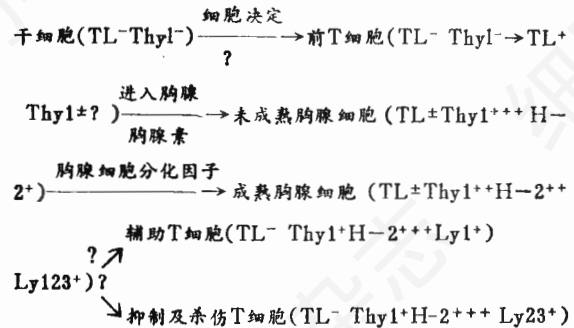 细胞决定
干细胞(TL⁻Thy1⁻)——→前T细胞(TL⁻ Thy1⁻→TL⁺
?
进入胸腺
Thy1±? )——→未成熟胸腺细胞 (TL±Thy1⁺⁺⁺ H—
胸腺素
胸腺细胞分化因子
2⁺)——→成熟胸腺细胞 (TL±Thy1⁺⁺H—2⁺⁺
辅助T细胞(TL⁻ Thy1⁺H—2⁺⁺⁺Ly1⁺)
?↗
Ly123⁺)?
↘抑制及杀伤T细胞(TL⁻ Thy1⁺H-2⁺⁺⁺ Ly23⁺)